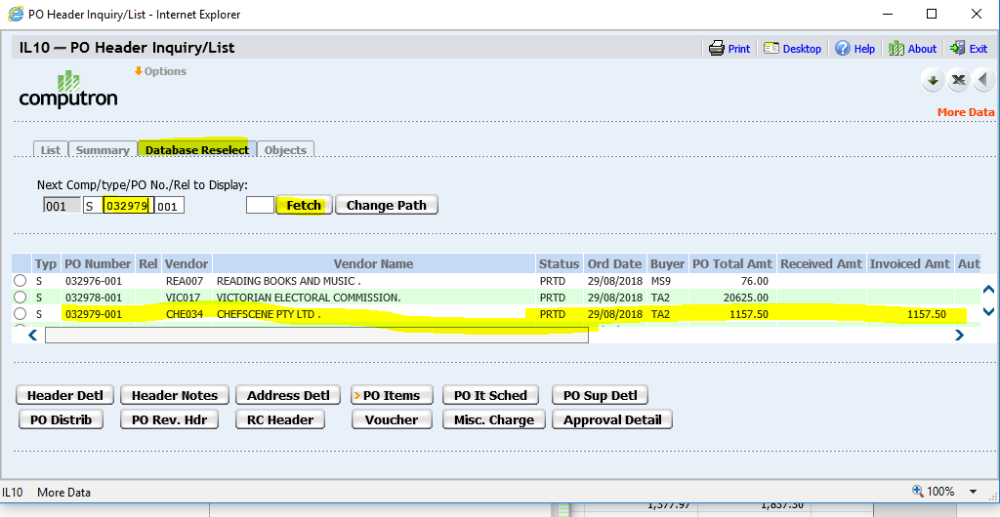 PO Header Inquiry/List - Internet Explorer
IL10 — PO Header Inquiry/List Print Desktop Help About Exit
Options
computron
More Data
List Summary Database Reselect Objects
Next Comp/type/PO No./Rel to Display:
001 S 032979 001 Fetch Change Path
Typ PO Number Rel Vendor Vendor Name Status Ord Date Buyer PO Total Amt Received Amt Invoiced Amt Aut
S 032976-001 REA007 READING BOOKS AND MUSIC . PRTD 29/08/2018 MS9 76.00
S 032978-001 VIC017 VICTORIAN ELECTORAL COMMISSION. PRTD 29/08/2018 TA2 20625.00
S 032979-001 CHE034 CHEFSCENE PTY LTD . PRTD 29/08/2018 TA2 1157.50 1157.50
Header Detl Header Notes Address Detl PO Items PO It Sched PO Sup Detl
PO Distrib PO Rev. Hdr RC Header Voucher Misc. Charge Approval Detail
IL10 More Data 100%
1,377.97 1,837.30